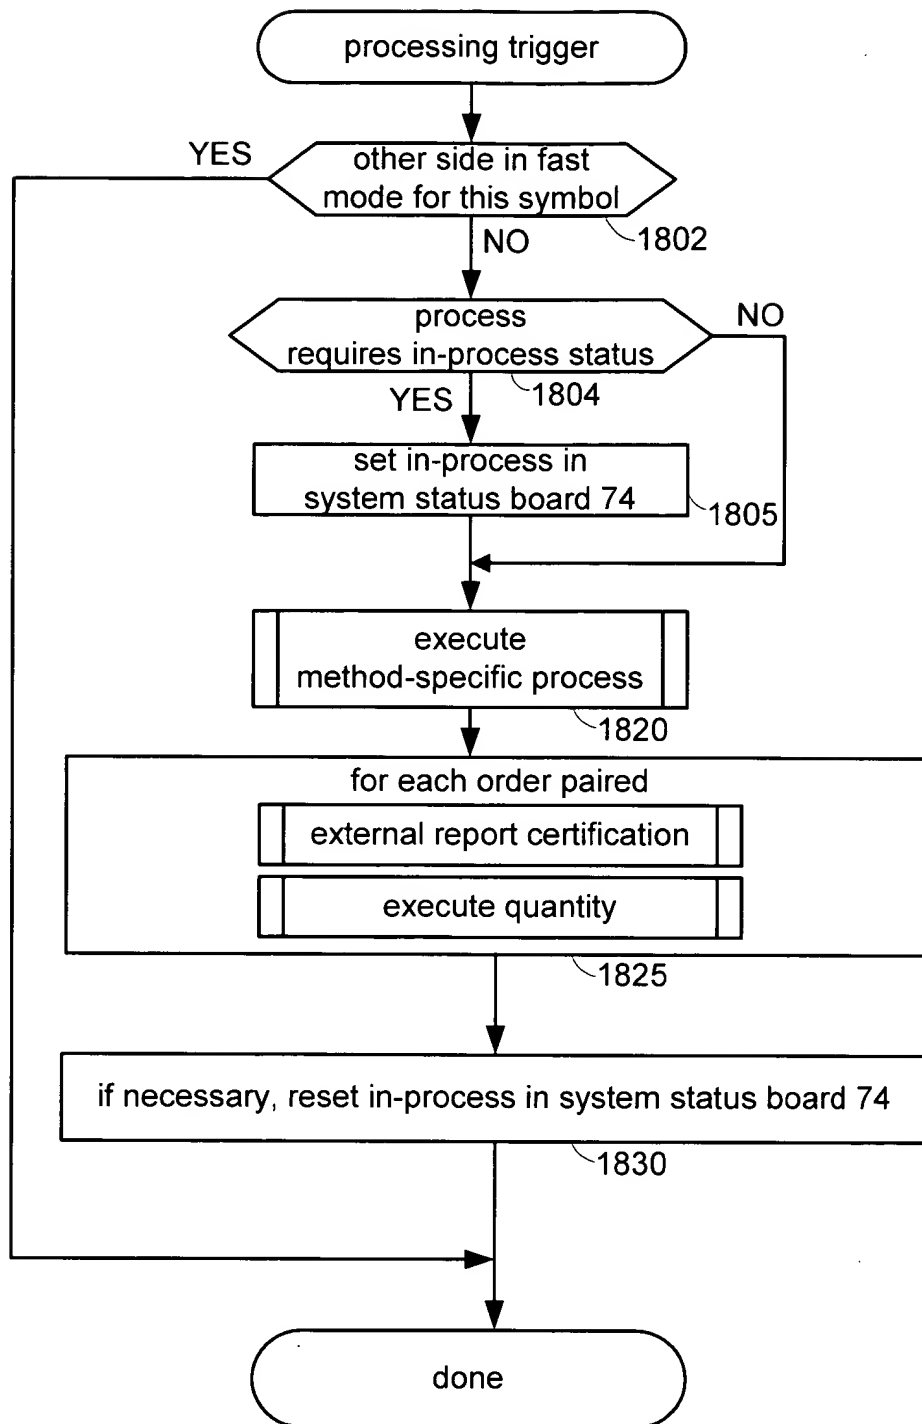 processing trigger
YES
other side in fast
mode for this symbol
1802
NO
process
requires in-process status
NO
1804
YES
set in-process in
system status board 74
1805
execute
method-specific process
1820
for each order paired
external report certification
execute quantity
1825
if necessary, reset in-process in system status board 74
1830
done